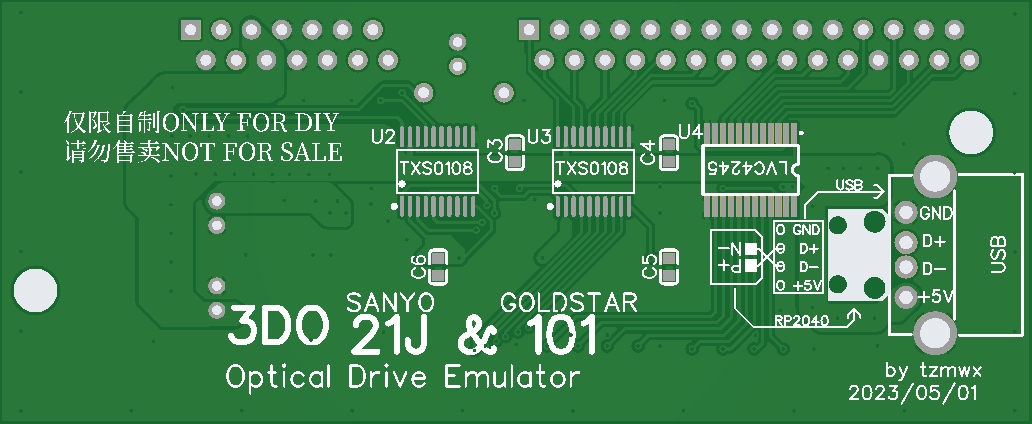 仅限自制ONLY FOR DIY
请勿售卖NOT FOR SALE
U2
U3
U4
C3
C4
TXS0108
TXS0108
LVC4245
USB
GND
D+
D-
+5V
USB
O GND
O D+
O D-
O +5V
N-
P+
C6
C5
SANYO
GOLDSTAR
3DO 21J & 101
RP2040
Optical Drive Emulator
by tzmwx
2023/05/01